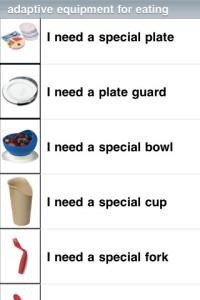 adaptive equipment for eating
I need a special plate
I need a plate guard
I need a special bowl
I need a special cup
I need a special fork